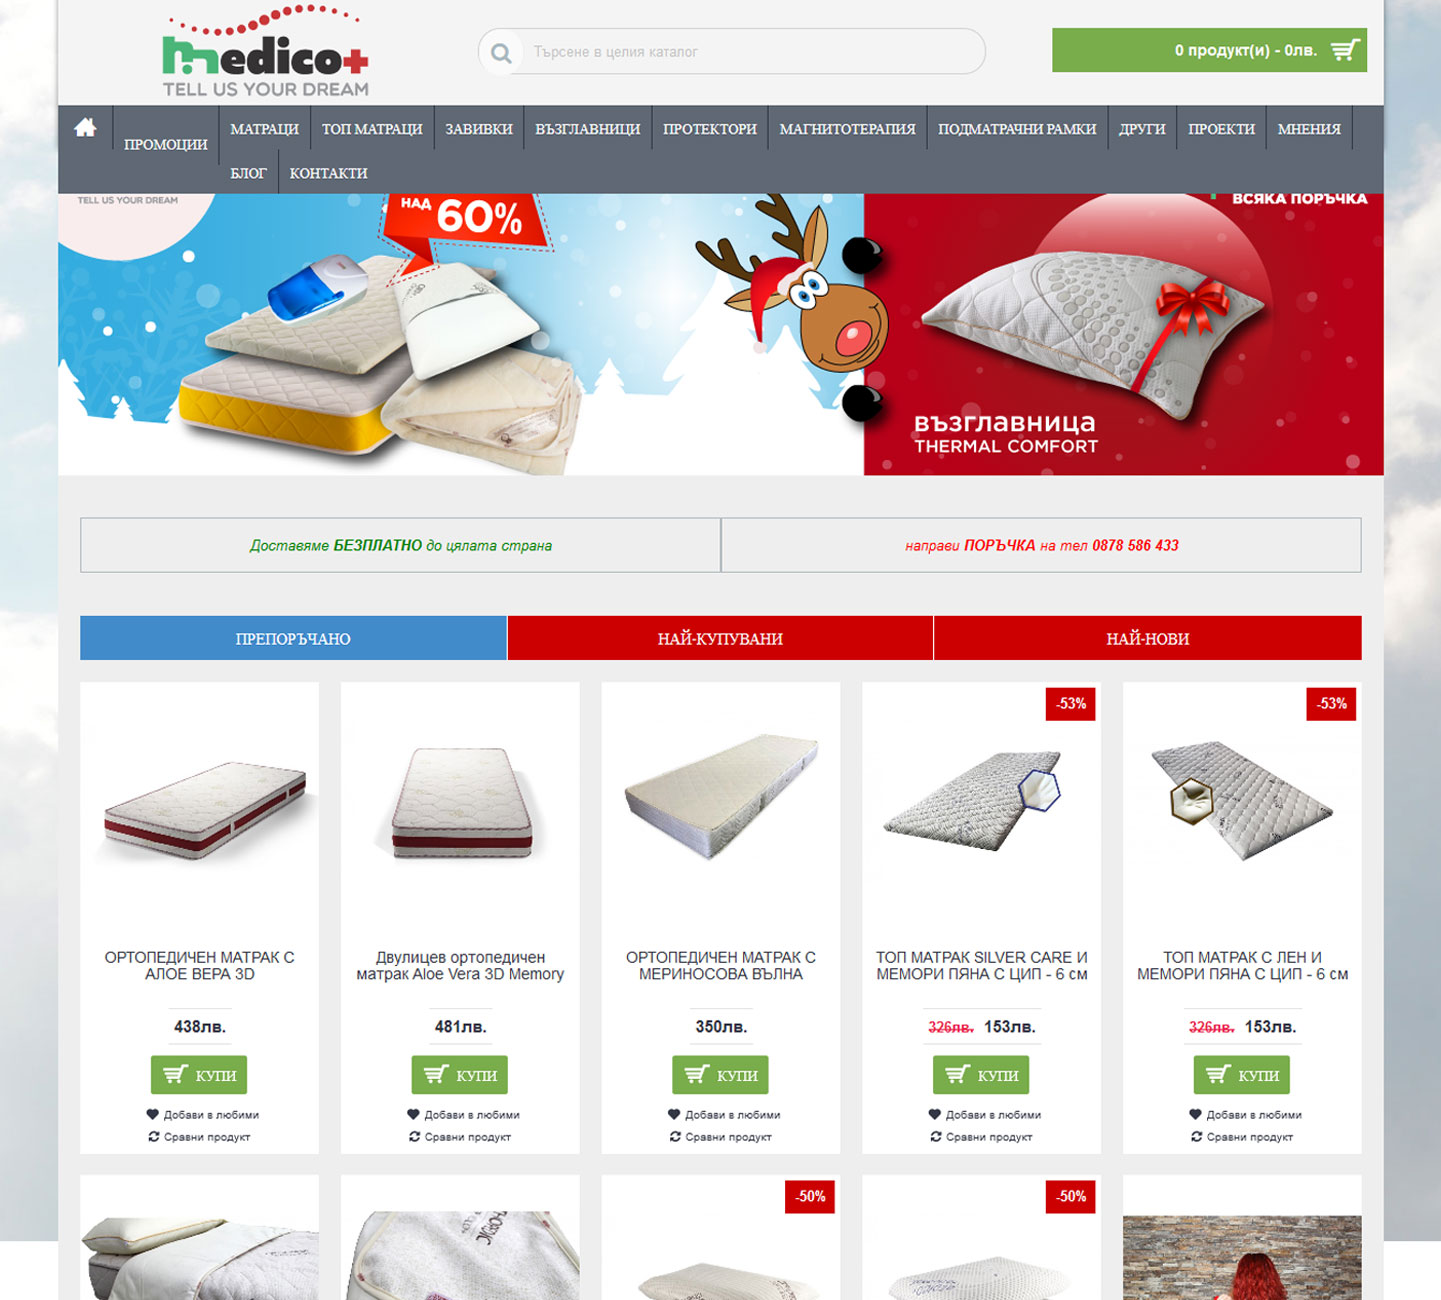 medico+
TELL US YOUR DREAM
Търсене в целия каталог
0 продукт(и) - 0лв.
ПРОМОЦИИ
МАТРАЦИ
ТОП МАТРАЦИ
ЗАВИВКИ
ВЪЗГЛАВНИЦИ
ПРОТЕКТОРИ
МАГНИТОТЕРАПИЯ
ПОДМАТРАЧНИ РАМКИ
ДРУГИ
ПРОЕКТИ
МНЕНИЯ
БЛОГ
КОНТАКТИ
TELL US YOUR DREAM
НАД 60%
ВСЯКА ПОРЪЧКА
ВЪЗГЛАВНИЦА
THERMAL COMFORT
Доставяме БЕЗПЛАТНО до цялата страна
направи ПОРЪЧКА на тел 0878 586 433
ПРЕПОРЪЧАНО
НАЙ-КУПУВАНИ
НАЙ-НОВИ
ОРТОПЕДИЧЕН МАТРАК С
АЛОЕ ВЕРА 3D
438лв.
КУПИ
Добави в любими
Сравни продукт
Двулицев ортопедичен
матрак Aloe Vera 3D Memory
481лв.
КУПИ
Добави в любими
Сравни продукт
ОРТОПЕДИЧЕН МАТРАК С
МЕРИНОСОВА ВЪЛНА
350лв.
КУПИ
Добави в любими
Сравни продукт
-53%
ТОП МАТРАК SILVER CARE И
МЕМОРИ ПЯНА С ЦИП - 6 см
326лв. 153лв.
КУПИ
Добави в любими
Сравни продукт
-53%
ТОП МАТРАК С ЛЕН И
МЕМОРИ ПЯНА С ЦИП - 6 см
326лв. 153лв.
КУПИ
Добави в любими
Сравни продукт
-50%
-50%